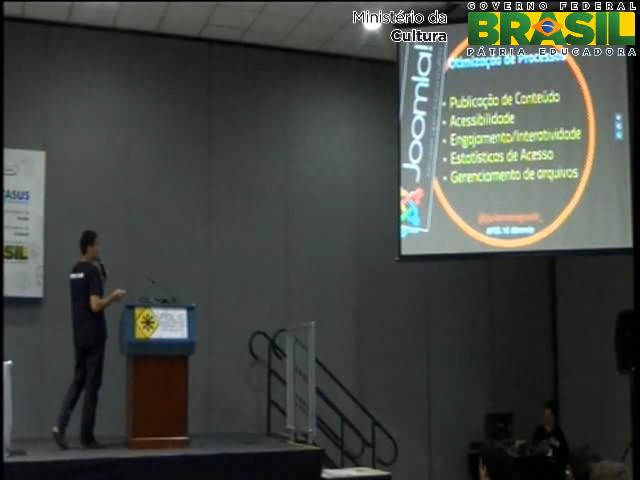 Ministério da
Cultura
GOVERNO FEDERAL
BRASIL
PÁTRIA EDUCADORA
Joomla!
Otimização de Processos
• Publicação de Conteúdo
• Acessibilidade
• Engajamento/Interatividade
• Estatísticas de Acesso
• Gerenciamento de arquivos